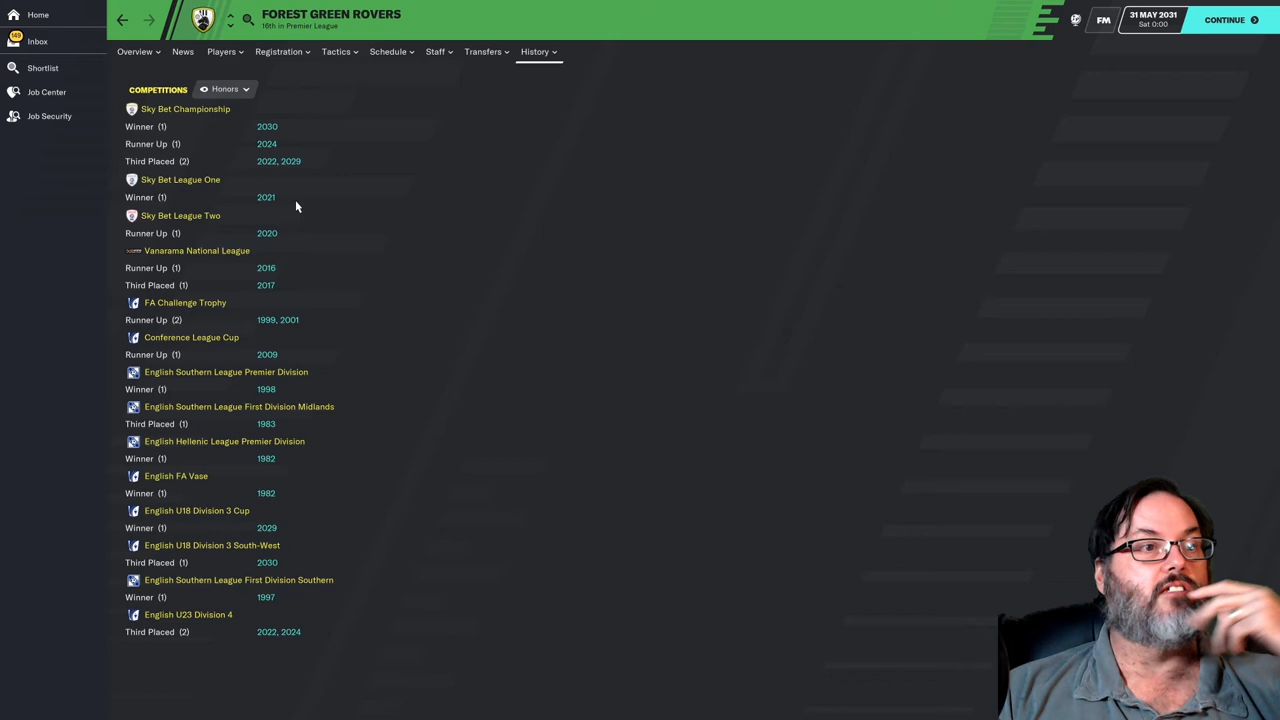 Home
149
Inbox
Shortlist
Job Center
Job Security
FOREST GREEN ROVERS
16th in Premier League
FM
31 MAY 2031
Sat 0:00
CONTINUE
Overview
News
Players
Registration
Tactics
Schedule
Staff
Transfers
History
COMPETITIONS
Honors
Sky Bet Championship
Winner (1) 2030
Runner Up (1) 2024
Third Placed (2) 2022, 2029
Sky Bet League One
Winner (1) 2021
Sky Bet League Two
Runner Up (1) 2020
Vanarama National League
Runner Up (1) 2016
Third Placed (1) 2017
FA Challenge Trophy
Runner Up (2) 1999, 2001
Conference League Cup
Runner Up (1) 2009
English Southern League Premier Division
Winner (1) 1998
English Southern League First Division Midlands
Third Placed (1) 1983
English Hellenic League Premier Division
Winner (1) 1982
English FA Vase
Winner (1) 1982
English U18 Division 3 Cup
Winner (1) 2029
English U18 Division 3 South-West
Third Placed (1) 2030
English Southern League First Division Southern
Winner (1) 1997
English U23 Division 4
Third Placed (2) 2022, 2024